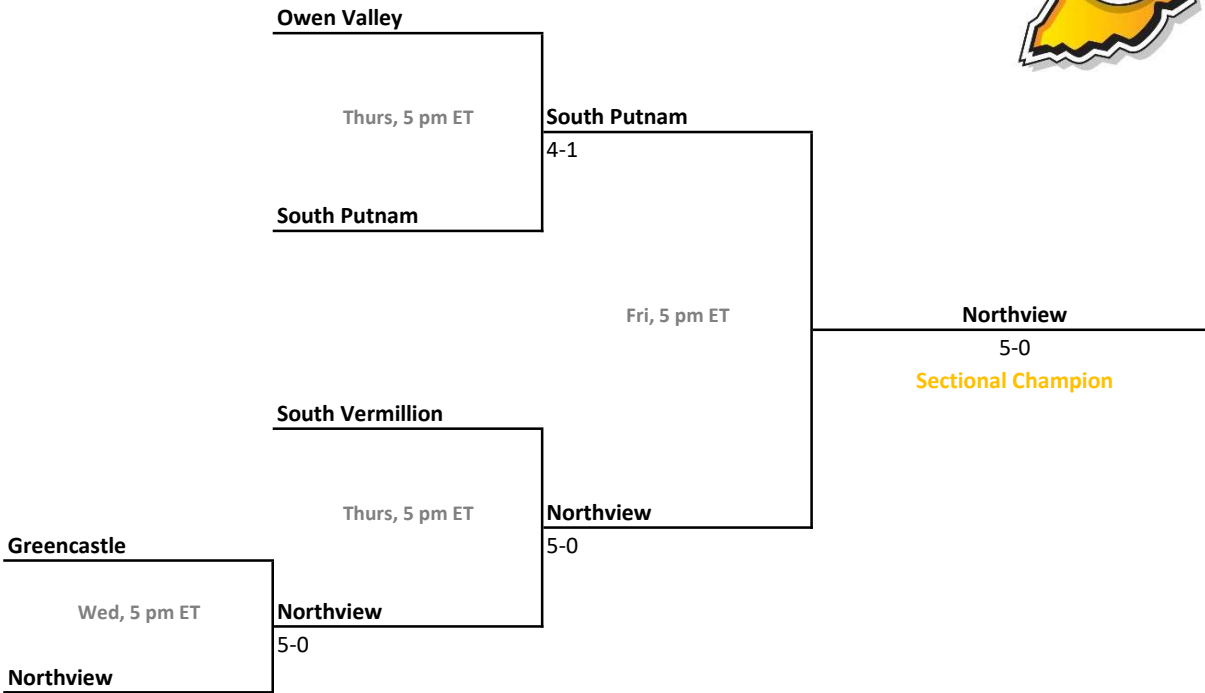 Owen Valley
Thurs, 5 pm ET
South Putnam
4-1
South Putnam
Fri, 5 pm ET
Northview
5-0
Sectional Champion
South Vermillion
Thurs, 5 pm ET
Northview
5-0
Greencastle
Wed, 5 pm ET
Northview
5-0
Northview